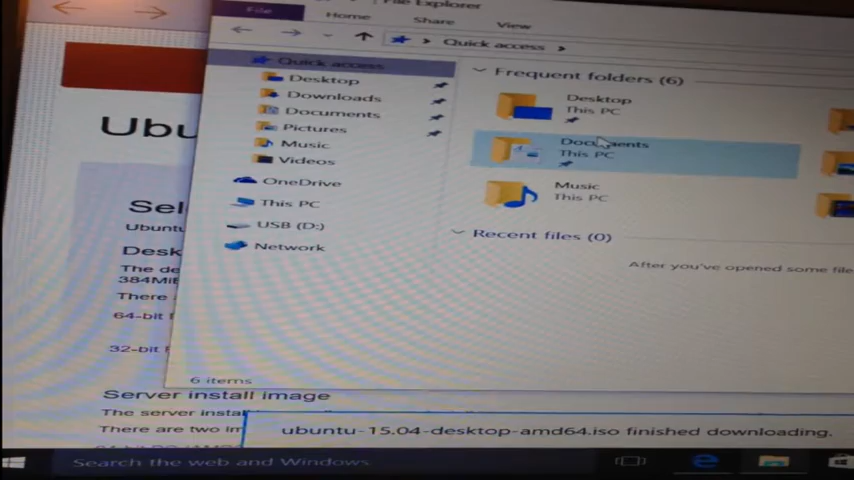 File Explorer
File Home Share View
Quick access
Quick access
Desktop
Downloads
Documents
Pictures
Music
Videos
OneDrive
This PC
USB (D:)
Network
Frequent folders (6)
Desktop
This PC
Documents
This PC
Music
This PC
Recent files (0)
After you've opened some file
6 items
Ubu
Sel
Ubuntu
Desk
The de
384MiB
There
64-bit
32-bit
Server install image
The server instal
There are two im
ubuntu-15.04-desktop-amd64.iso finished downloading.
Search the web and Windows